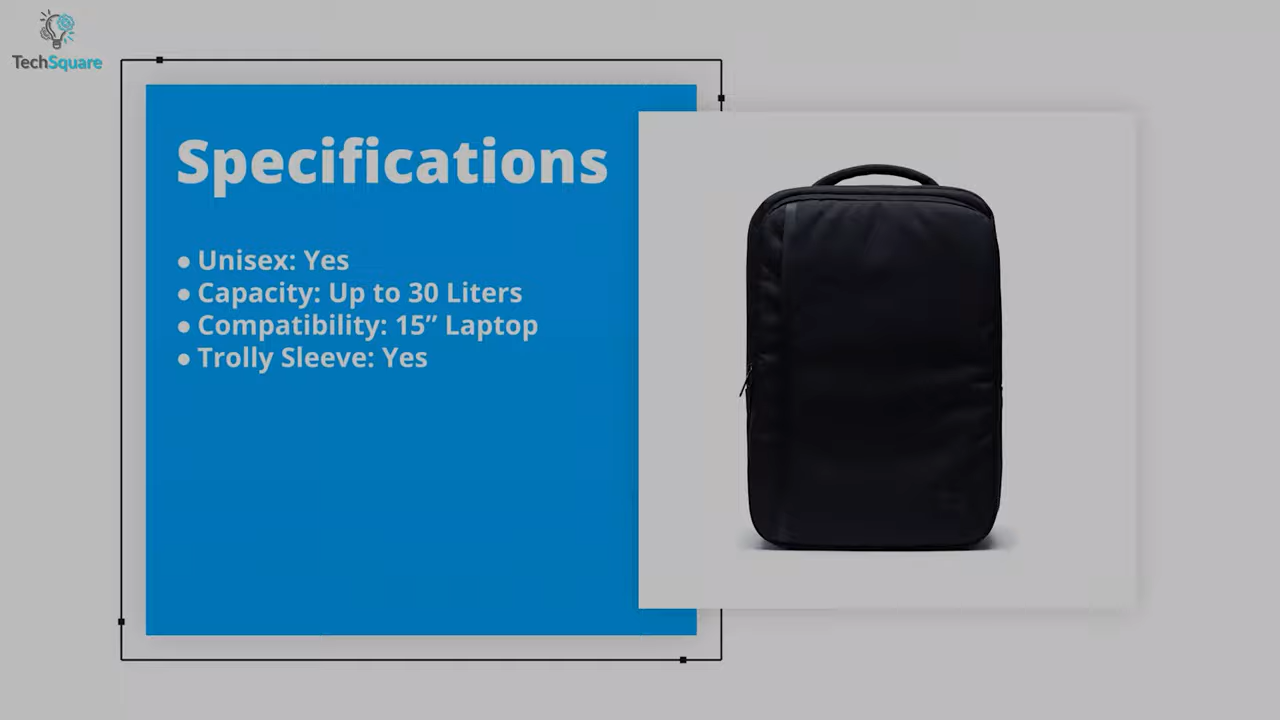 TechSquare
Specifications
● Unisex: Yes
● Capacity: Up to 30 Liters
● Compatibility: 15” Laptop
● Trolly Sleeve: Yes